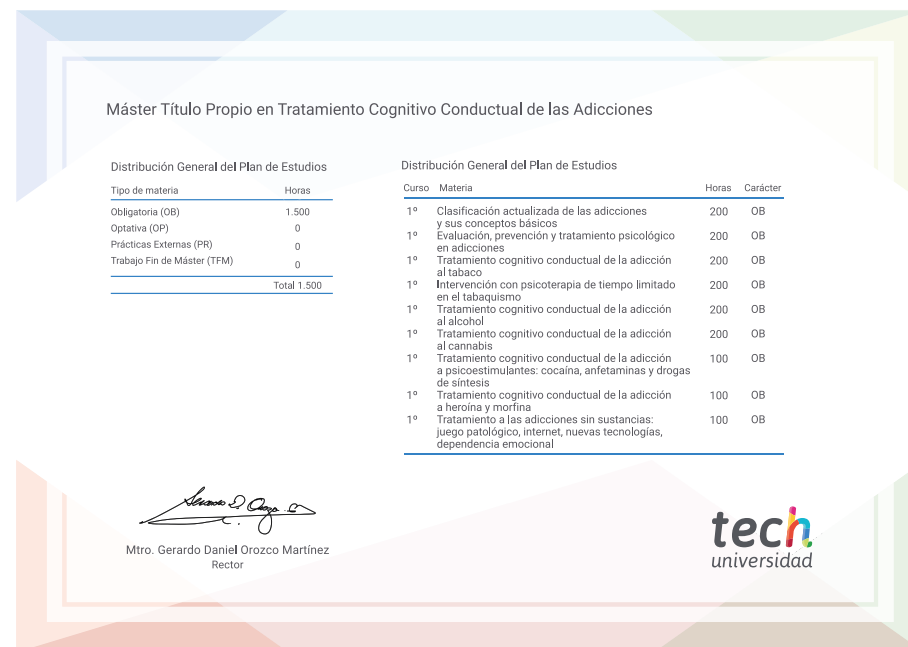 Máster Título Propio en Tratamiento Cognitivo Conductual de las Adicciones
Distribución General del Plan de Estudios
Tipo de materia Horas
Obligatoria (OB) 1.500
Optativa (OP) 0
Prácticas Externas (PR) 0
Trabajo Fin de Máster (TFM) 0
Total 1.500
Distribución General del Plan de Estudios
Curso Materia Horas Carácter
1º Clasificación actualizada de las adicciones 200 OB
y sus conceptos básicos
1º Evaluación, prevención y tratamiento psicológico 200 OB
en adicciones
1º Tratamiento cognitivo conductual de la adicción 200 OB
al tabaco
1º Intervención con psicoterapia de tiempo limitado 200 OB
en el tabaquismo
1º Tratamiento cognitivo conductual de la adicción 200 OB
al alcohol
1º Tratamiento cognitivo conductual de la adicción 200 OB
al cannabis
1º Tratamiento cognitivo conductual de la adicción 100 OB
a psicoestimulantes: cocaína, anfetaminas y drogas
de síntesis
1º Tratamiento cognitivo conductual de la adicción 100 OB
a heroína y morfina
1º Tratamiento a las adicciones sin sustancias: 100 OB
juego patológico, internet, nuevas tecnologías,
dependencia emocional
Mtro. Gerardo Daniel Orozco Martínez
Rector
tech
universidad